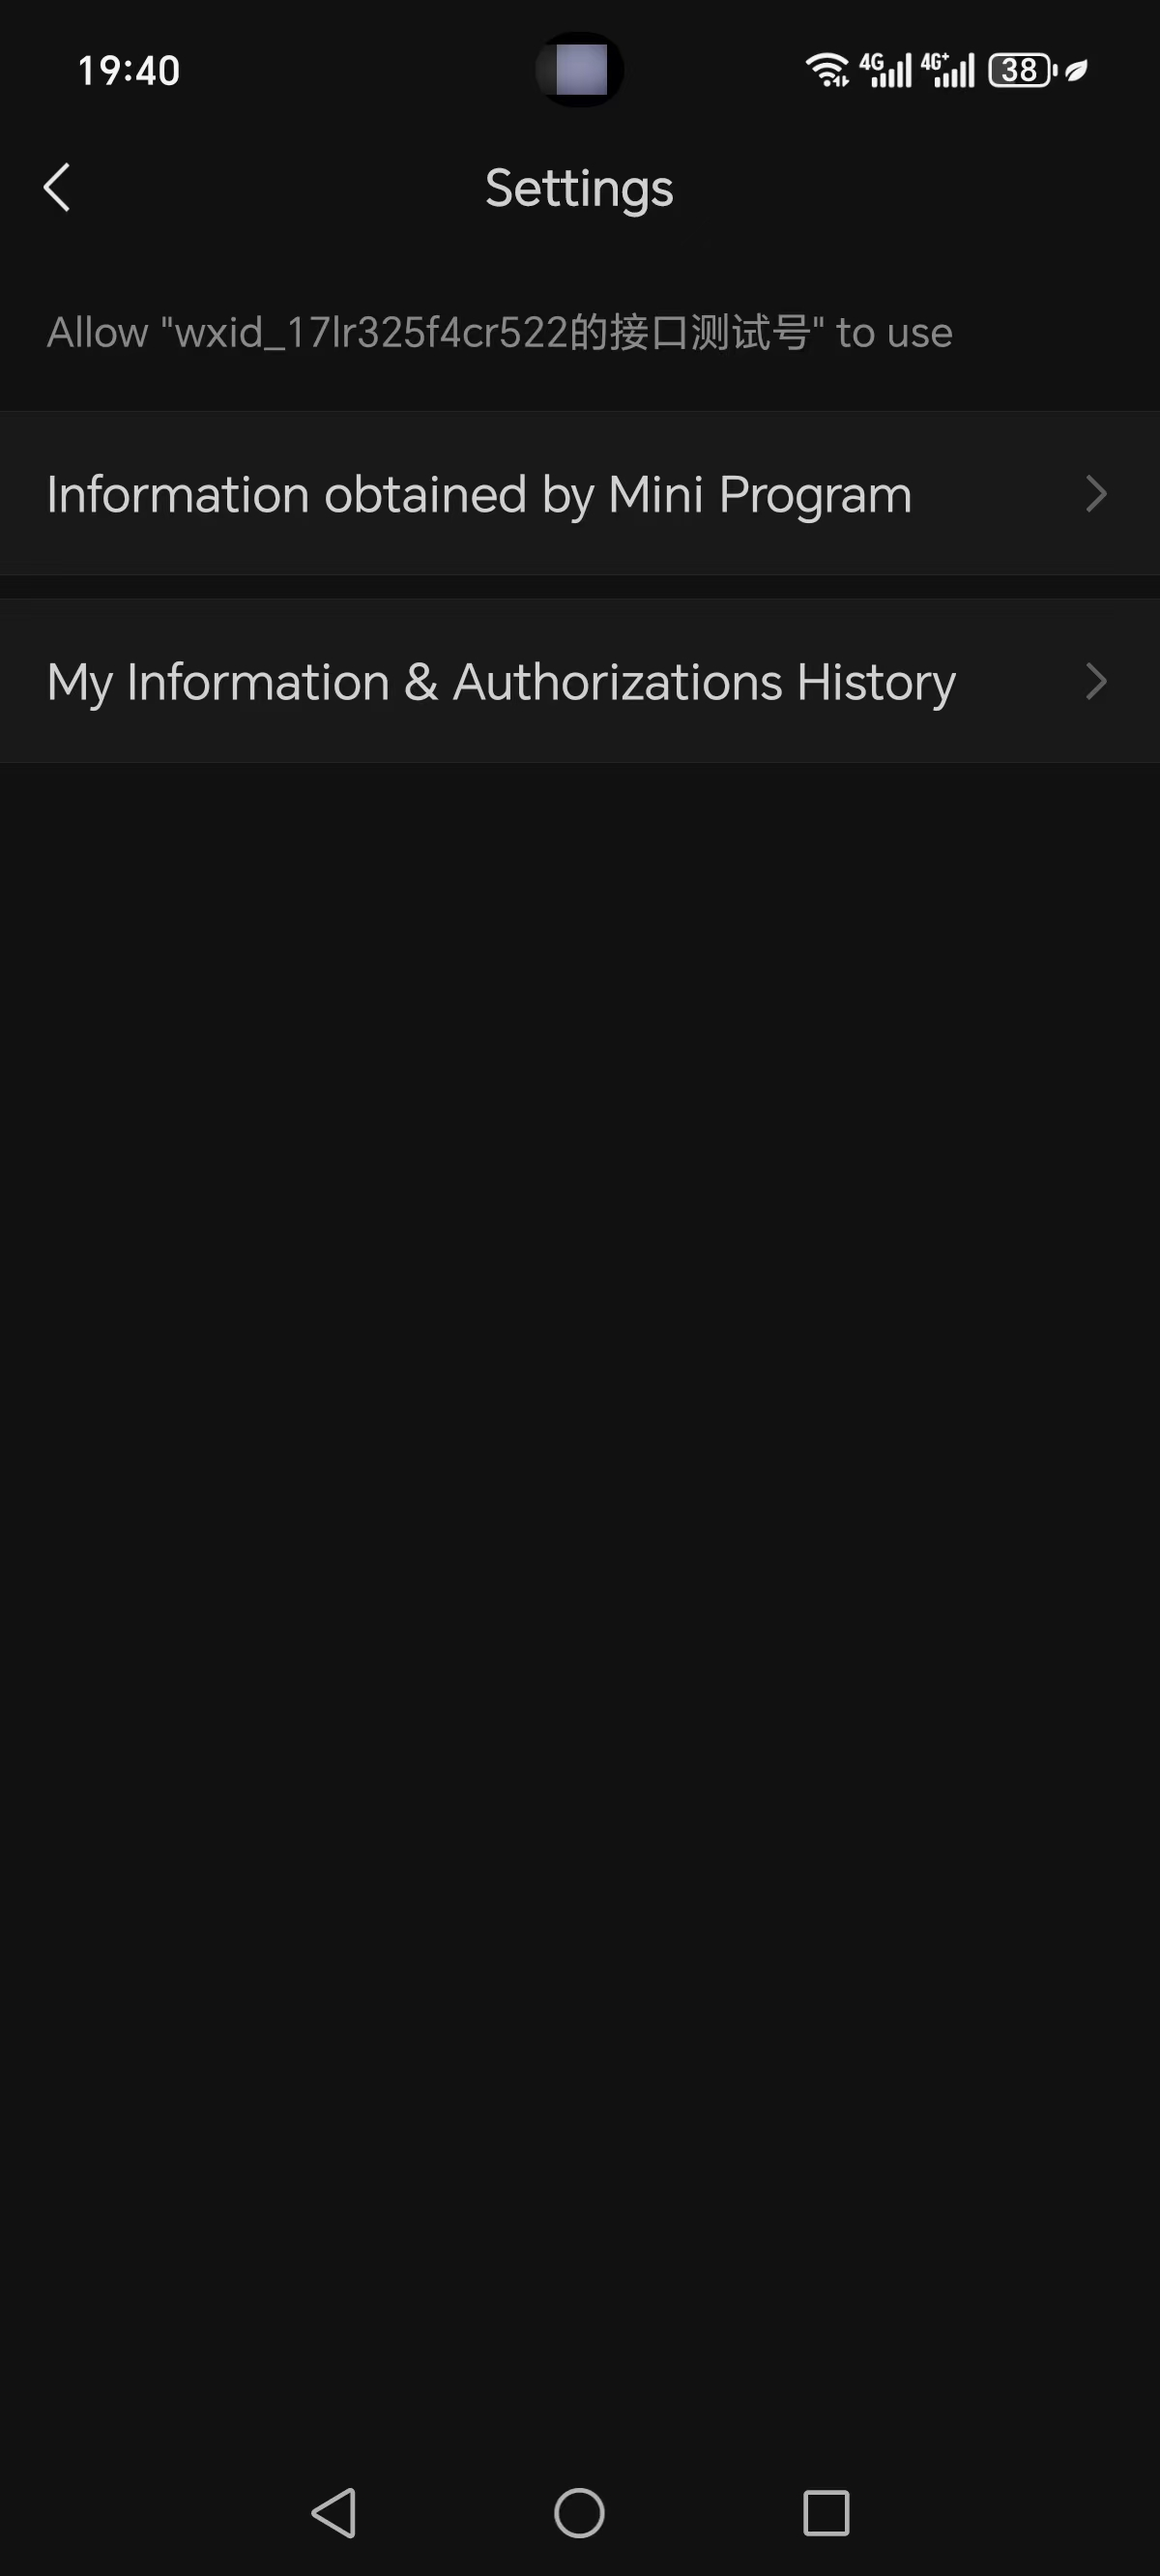 19:40
4G 4G+ 38
Settings
Allow "wxid_17lr325f4cr522的接口测试号" to use
Information obtained by Mini Program
My Information & Authorizations History